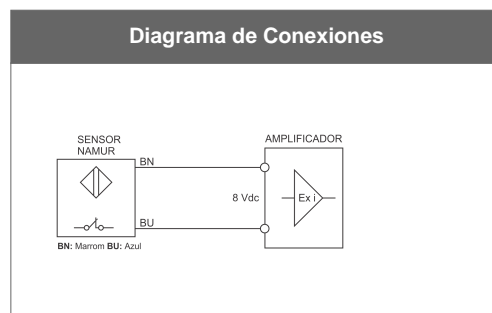 Diagrama de Conexiones
SENSOR
NAMUR
AMPLIFICADOR
BN
8 Vdc
Ex i
BU
BN: Marrom BU: Azul